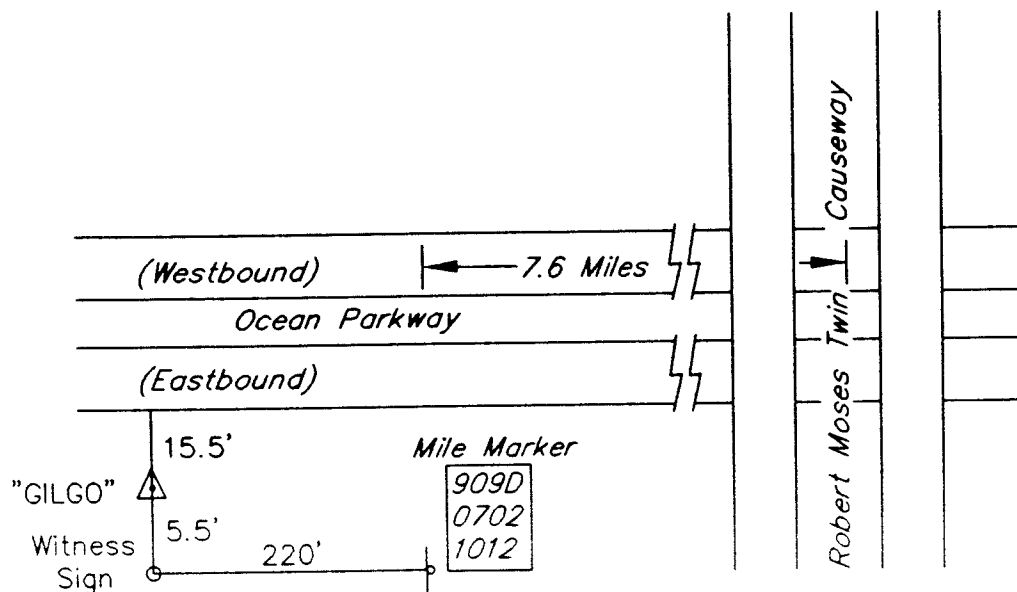 Robert Moses Twin Causeway
(Westbound)
7.6 Miles
Ocean Parkway
(Eastbound)
15.5'
Mile Marker
"GILGO"
909D
0702
1012
5.5'
Witness
Sign
220'